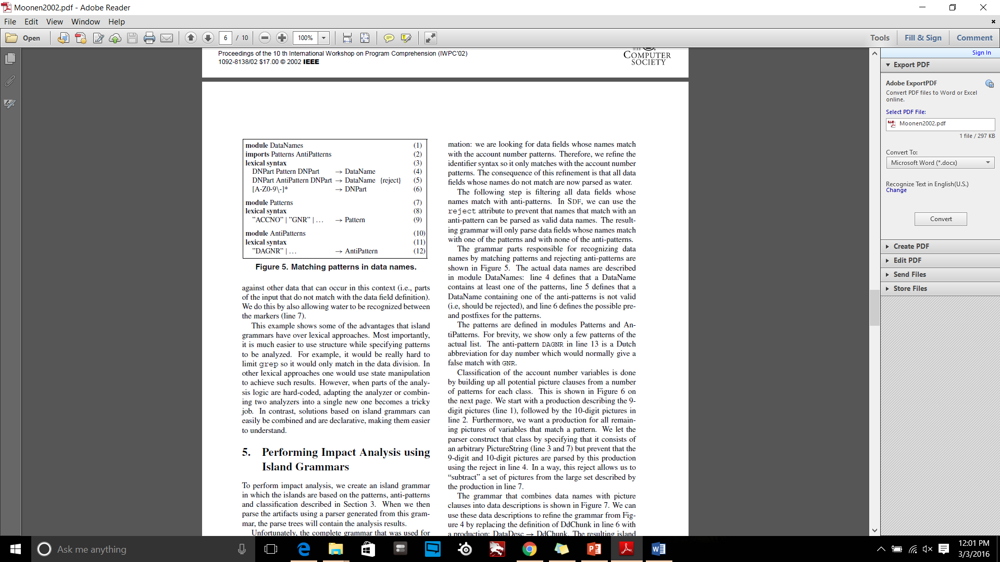 Moonen2002.pdf - Adobe Reader
File Edit View Window Help
Open 6 / 10 100% Tools Fill & Sign Comment
Proceedings of the 10 th International Workshop on Program Comprehension (IWPC'02)
1092-8138/02 $17.00 © 2002 IEEE
IEEE
COMPUTER
SOCIETY
module DataNames (1)
imports Patterns AntiPatterns (2)
lexical syntax (3)
DNPart Pattern DNPart → DataName (4)
DNPart AntiPattern DNPart → DataName {reject} (5)
[A-Z0-9\-]* → DNPart (6)
module Patterns (7)
lexical syntax (8)
”ACCNO” | ”GNR” | ... → Pattern (9)
module AntiPatterns (10)
lexical syntax (11)
”DAGNR” | ... → AntiPattern (12)
Figure 5. Matching patterns in data names.
against other data that can occur in this context (i.e., parts
of the input that do not match with the data field definition).
We do this by also allowing water to be recognized between
the markers (line 7).
This example shows some of the advantages that island
grammars have over lexical approaches. Most importantly,
it is much easier to use structure while specifying patterns
to be analyzed. For example, it would be really hard to
limit grep so it would only match in the data division. In
other lexical approaches one would use state manipulation
to achieve such results. However, when parts of the analy-
sis logic are hard-coded, adapting the analyzer or combin-
ing two analyzers into a single new one becomes a tricky
job. In contrast, solutions based on island grammars can
easily be combined and are declarative, making them easier
to understand.
5. Performing Impact Analysis using
Island Grammars
To perform impact analysis, we create an island grammar
in which the islands are based on the patterns, anti-patterns
and classification described in Section 3. When we then
parse the artifacts using a parser generated from this gram-
mar, the parse trees will contain the analysis results.
Unfortunately, the complete grammar that was used for
mation: we are looking for data fields whose names match
with the account number patterns. Therefore, we refine the
identifier syntax so it only matches with the account number
patterns. The consequence of this refinement is that all data
fields whose names do not match are now parsed as water.
The following step is filtering all data fields whose
names match with anti-patterns. In SDF, we can use the
reject attribute to prevent that names that match with an
anti-pattern can be parsed as valid data names. The result-
ing grammar will only parse data fields whose names match
with one of the patterns and with none of the anti-patterns.
The grammar parts responsible for recognizing data
names by matching patterns and rejecting anti-patterns are
shown in Figure 5. The actual data names are described
in module DataNames: line 4 defines that a DataName
contains at least one of the patterns, line 5 defines that a
DataName containing one of the anti-patterns is not valid
(i.e, should be rejected), and line 6 defines the possible pre-
and postfixes for the patterns.
The patterns are defined in modules Patterns and An-
tiPatterns. For brevity, we show only a few patterns of the
actual list. The anti-pattern DAGNR in line 13 is a Dutch
abbreviation for day number which would normally give a
false match with GNR.
Classification of the account number variables is done
by building up all potential picture clauses from a number
of patterns for each class. This is shown in Figure 6 on
the next page. We start with a production describing the 9-
digit pictures (line 1), followed by the 10-digit pictures in
line 2. Furthermore, we want a production for all remain-
ing pictures of variables that match a pattern. We let the
parser construct that class by specifying that it consists of
an arbitrary PictureString (line 3 and 7) but prevent that the
9-digit and 10-digit pictures are parsed by this production
using the reject in line 4. In a way, this reject allows us to
“subtract” a set of pictures from the large set described by
the production in line 7.
The grammar that combines data names with picture
clauses into data descriptions is shown in Figure 7. We can
use these data descriptions to refine the grammar from Fig-
ure 4 by replacing the definition of DdChunk in line 6 with
a production: DataDesc → DdChunk. The resulting island
Sign In
Export PDF
Adobe ExportPDF
Convert PDF files to Word or Excel
online.
Select PDF File:
Moonen2002.pdf
1 file / 297 KB
Convert To:
Microsoft Word (*.docx)
Recognize Text in English(U.S.)
Change
Convert
Create PDF
Edit PDF
Send Files
Store Files
Ask me anything
12:01 PM
3/3/2016